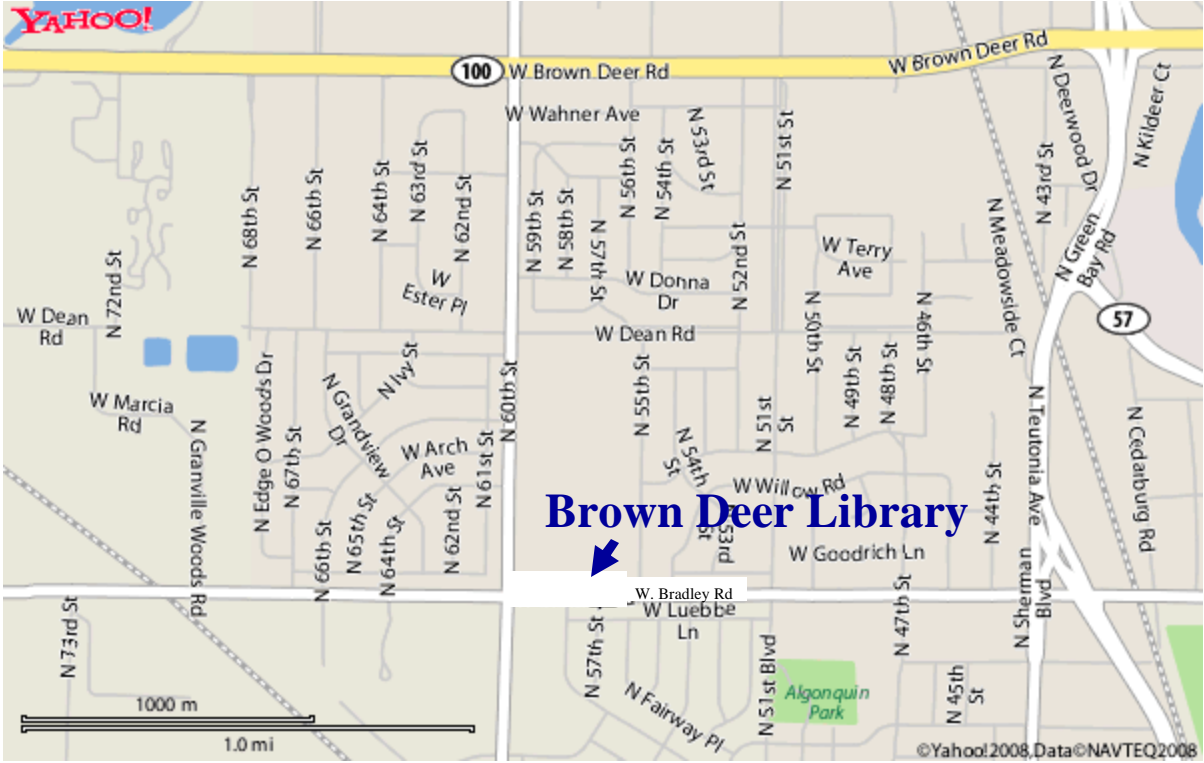 YAHOO!
100
W Brown Deer Rd
W Brown Deer Rd
N Deerwood Dr
N Kildeer Ct
W Wahner Ave
N 53rd St
N 51st St
N 56th St
N 54th St
N 43rd St
N 68th St
N 66th St
N 64th St
N 63rd St
N 62nd St
N 59th St
N 58th St
N 57th St
N 52nd St
W Terry
Ave
N Meadowside Ct
N Green
Bay Rd
N 72nd St
W
Ester Pl
W Donna
Dr
W Dean
Rd
W Dean Rd
N 50th St
N 46th St
57
N Ivy St
N Edge O Woods Dr
N Grandview
Dr
N 60th St
N 55th St
N 49th St
N 48th St
W Marcia
Rd
N Granville Woods Rd
N 67th St
W Arch
Ave
N 61st St
N 54th
St
N 51st
St
N Teutonia Ave
N Cedarburg Rd
W Willow Rd
N 44th St
Brown Deer Library
N 66th St
N 65th St
N 64th St
N 62nd St
N 53rd
St
W Goodrich Ln
N Sherman
Blvd
W. Bradley Rd
W Luebbe
Ln
N 73rd St
N 57th St
N 47th St
N 51st Blvd
N Fairway Pl
Algonquin
Park
N 45th
St
1000 m
1.0 mi
©Yahoo!2008,Data©NAVTEQ2008